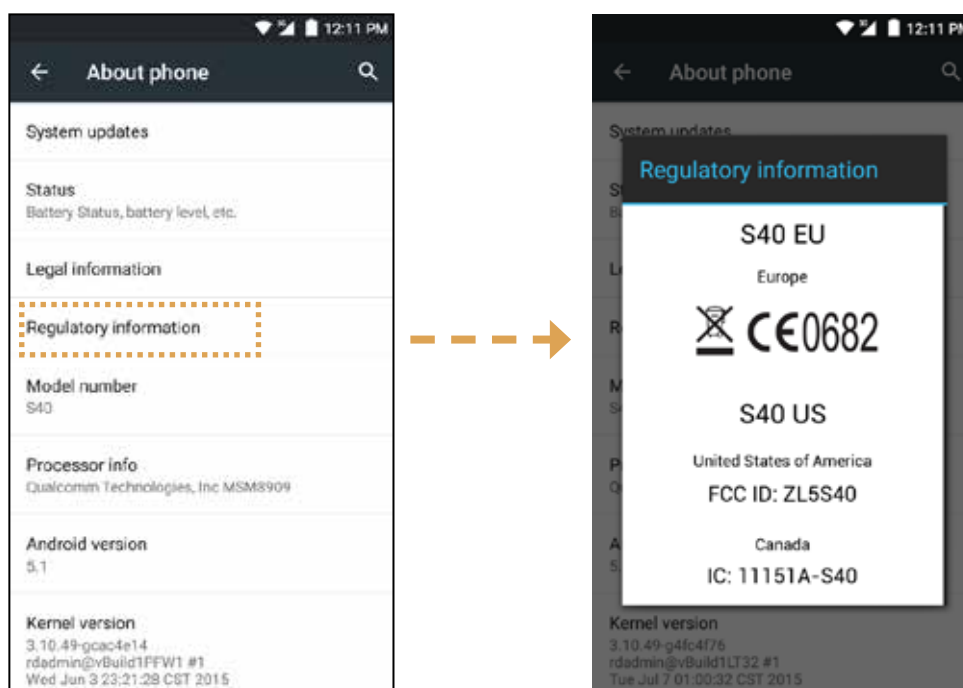 12:11 PM
About phone
System updates
Status
Battery Status, battery level, etc.
Legal information
Regulatory information
Model number
S40
Processor info
Qualcomm Technologies, Inc MSM8909
Android version
5.1
Kernel version
3.10.49-gcac4e14
rdadmin@vBuild1FFW1 #1
Wed Jun 3 23:21:28 CST 2015
12:11 PM
About phone
System updates
Regulatory information
S40 EU
Europe
CE0682
S40 US
United States of America
FCC ID: ZL5S40
Canada
IC: 11151A-S40
Kernel version
3.10.49-g4fc4f76
rdadmin@vBuild1LT32 #1
Tue Jul 7 01:00:32 CST 2015